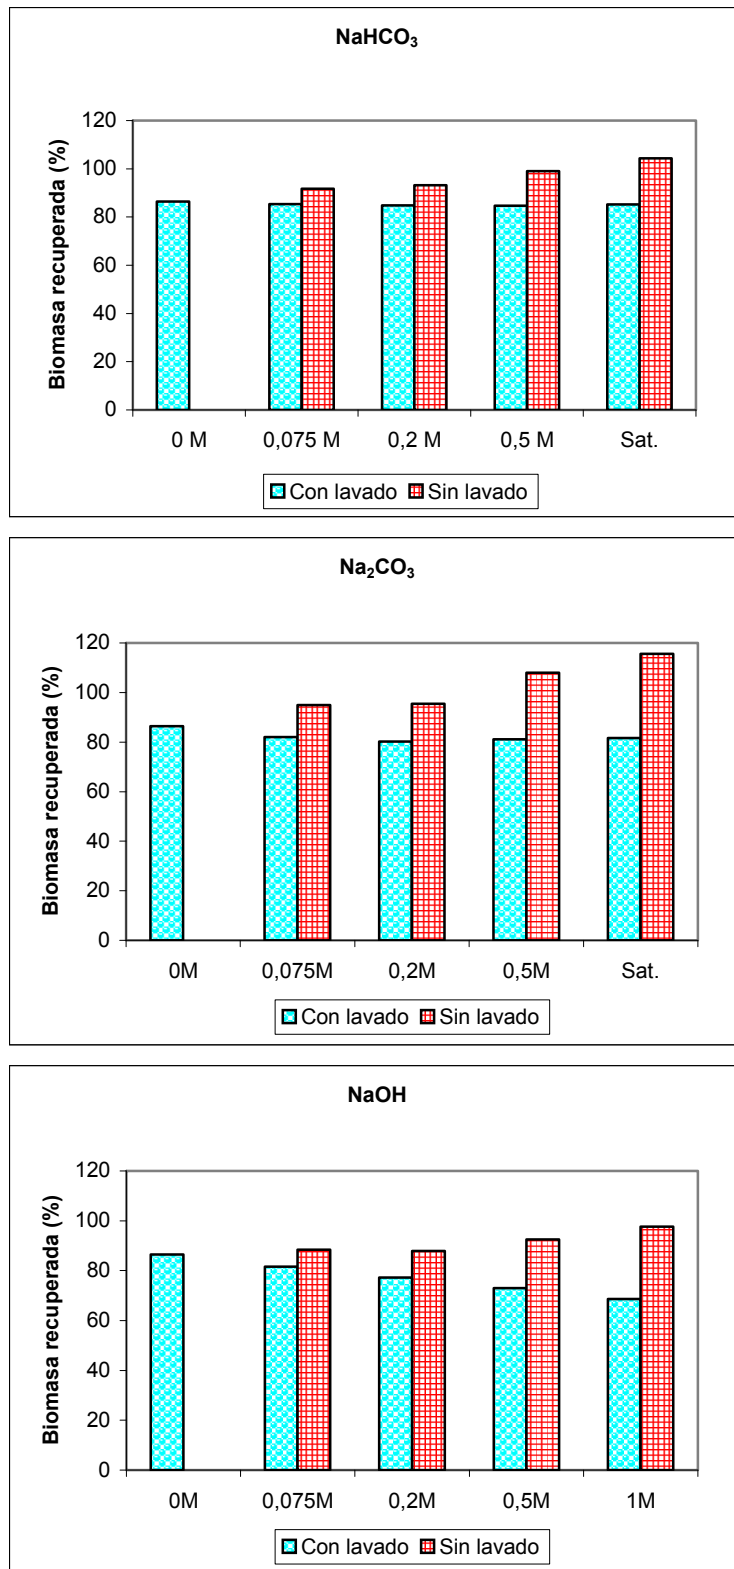 NaHCO₃
Biomasa recuperada (%)
120
100
80
60
40
20
0
0 M 0,075 M 0,2 M 0,5 M Sat.
Con lavado Sin lavado
Na₂CO₃
Biomasa recuperada (%)
120
100
80
60
40
20
0
0M 0,075M 0,2M 0,5M Sat.
Con lavado Sin lavado
NaOH
Biomasa recuperada (%)
120
100
80
60
40
20
0
0M 0,075M 0,2M 0,5M 1M
Con lavado Sin lavado